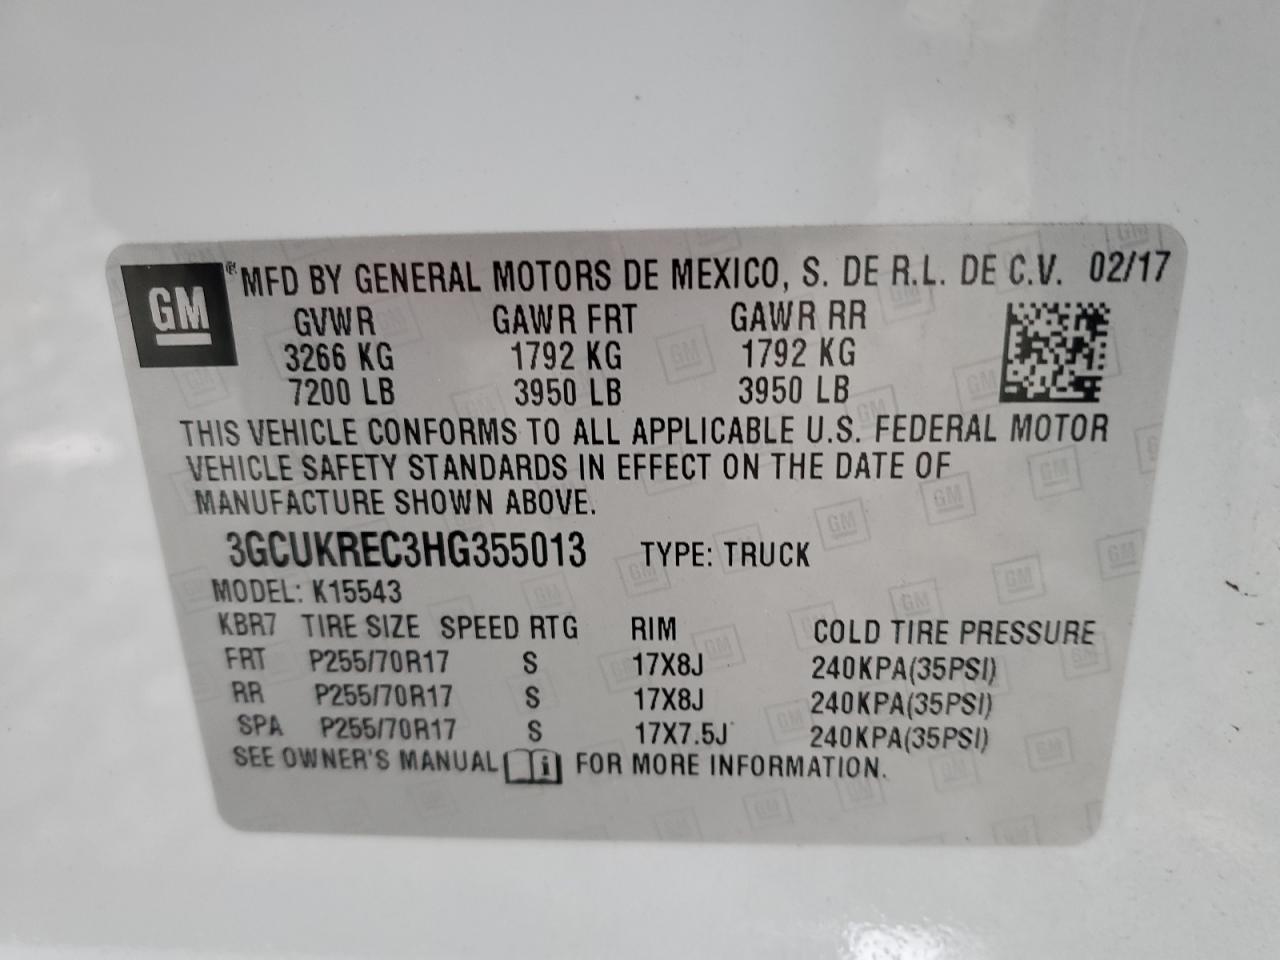 GM ® MFD BY GENERAL MOTORS DE MEXICO, S. DE R.L. DE C.V. 02/17
GVWR GAWR FRT GAWR RR
3266 KG 1792 KG 1792 KG
7200 LB 3950 LB 3950 LB
THIS VEHICLE CONFORMS TO ALL APPLICABLE U.S. FEDERAL MOTOR
VEHICLE SAFETY STANDARDS IN EFFECT ON THE DATE OF
MANUFACTURE SHOWN ABOVE.
3GCUKREC3HG355013 TYPE: TRUCK
MODEL: K15543
KBR7 TIRE SIZE SPEED RTG RIM COLD TIRE PRESSURE
FRT P255/70R17 S 17X8J 240KPA(35PSI)
RR P255/70R17 S 17X8J 240KPA(35PSI)
SPA P255/70R17 S 17X7.5J 240KPA(35PSI)
SEE OWNER'S MANUAL i FOR MORE INFORMATION.